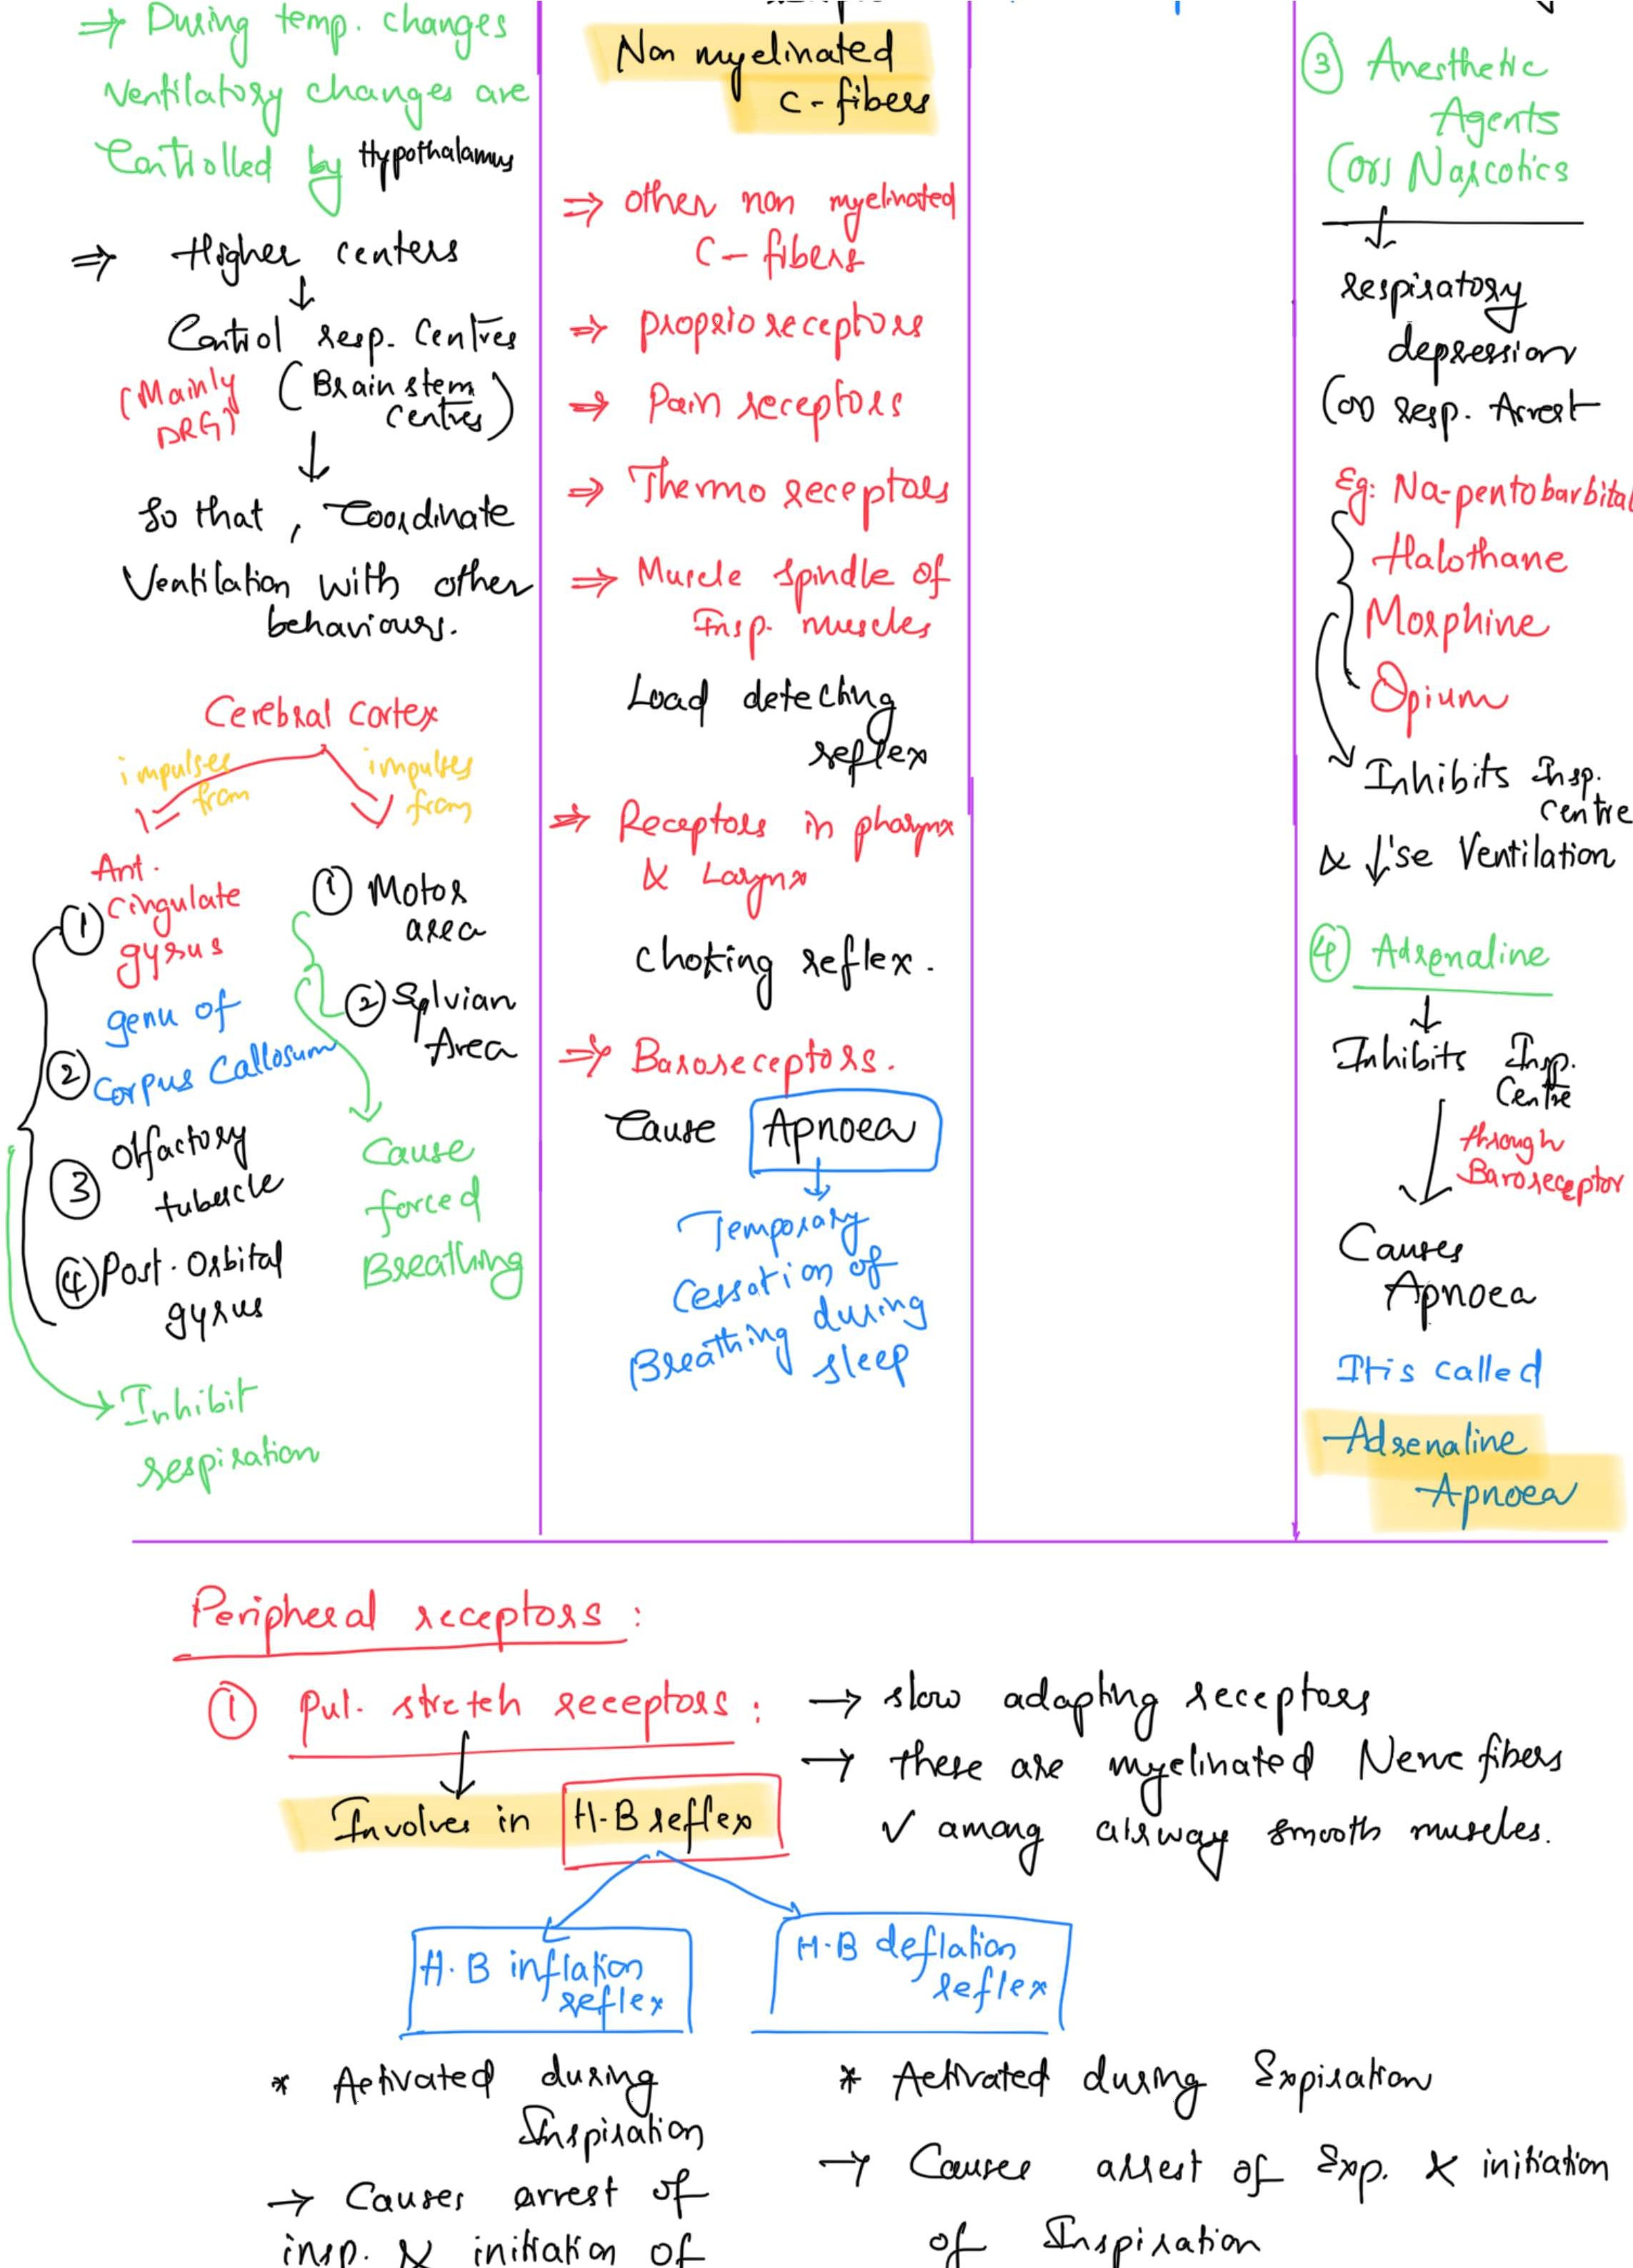 ⇒ During temp. changes
Ventilatory changes are
Controlled by Hypothalamus
⇒ Higher centers
↓
Control resp. Centres
(Mainly DRG) (Brain stem centres)
↓
So that, Coordinate
Ventilation with other
behaviours.
Cerebral cortex
impulses from
impulses from
① Ant. Cingulate
gyrus
② genu of
Corpus Callosum
③ Olfactory
tubercle
④ Post. Orbital
gyrus
→ Inhibit
respiration
① Motor
area
② Sylvian
Area
Cause
forced
Breathing
Non myelinated
C-fibers
⇒ other non myelinated
C-fibers
⇒ proprioreceptors
⇒ Pain receptors
⇒ Thermo receptors
⇒ Muscle spindle of
Insp. muscles
Load detecting
reflex
⇒ Receptors in pharynx
& Larynx
choking reflex.
⇒ Baroreceptors.
Cause Apnoea
↓
Temporary
Cessation of
Breathing during
sleep
③ Anesthetic
Agents
(or) Narcotics
↓
respiratory
depression
(or) resp. Arrest
Eg: Na-pentobarbital
Halothane
Morphine
Opium
Inhibits Insp.
Centre
& ↓'se Ventilation
④ Adrenaline
↓
Inhibits Insp.
Centre
through
Baroreceptor
Causes
Apnoea
It is called
Adrenaline
Apnoea
Peripheral receptors :
① Pul. stretch receptors :
↓
Involves in H-B reflex
→ slow adapting receptors
→ these are myelinated Nerve fibers
✓ among airway smooth muscles.
H.B inflation
reflex
H.B deflation
reflex
* Activated during
Inspiration
→ Causes arrest of
insp. & initiation of
* Activated during Expiration
→ Causes arrest of Exp. & initiation
of Inspiration